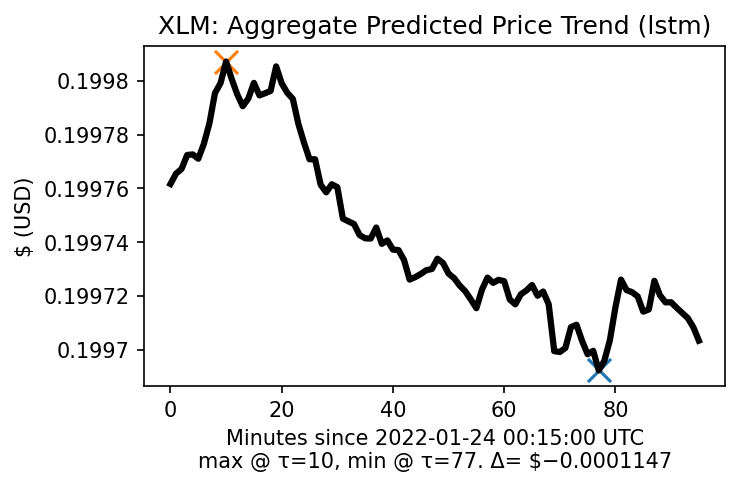 XLM: Aggregate Predicted Price Trend (lstm)
$ (USD)
0.1998
0.19978
0.19976
0.19974
0.19972
0.1997
0 20 40 60 80
Minutes since 2022-01-24 00:15:00 UTC
max @ τ=10, min @ τ=77. Δ= $−0.0001147